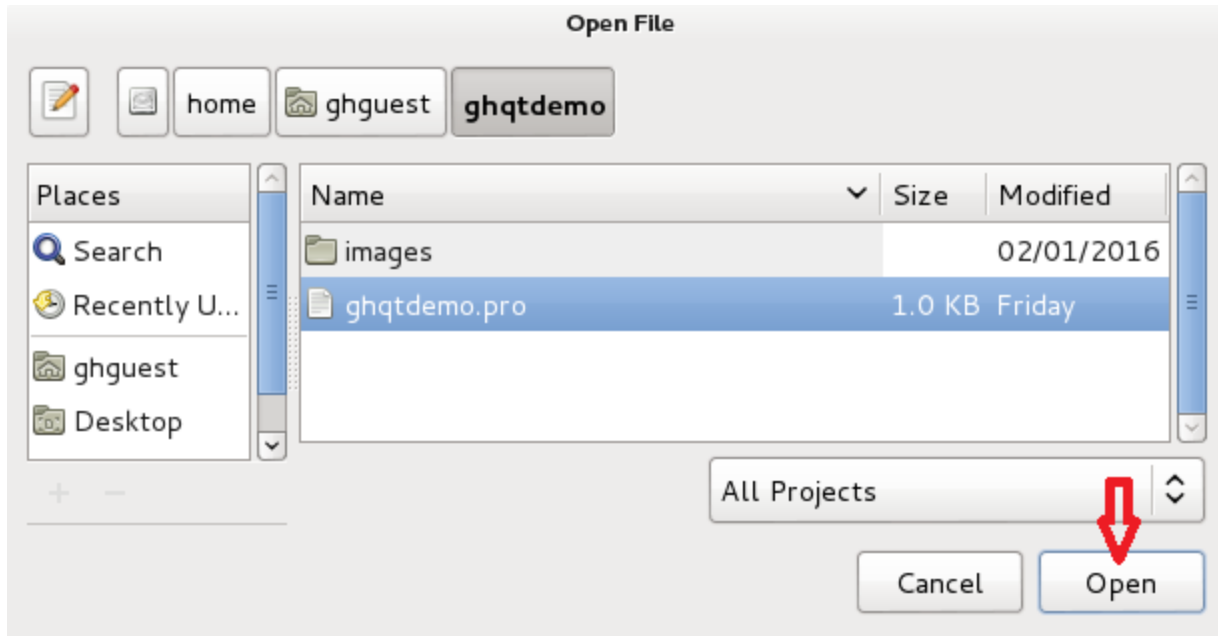 Open File
home ghguest ghqtdemo
Places Name Size Modified
Search images 02/01/2016
Recently U... ghqtdemo.pro 1.0 KB Friday
ghguest
Desktop
All Projects
Cancel Open